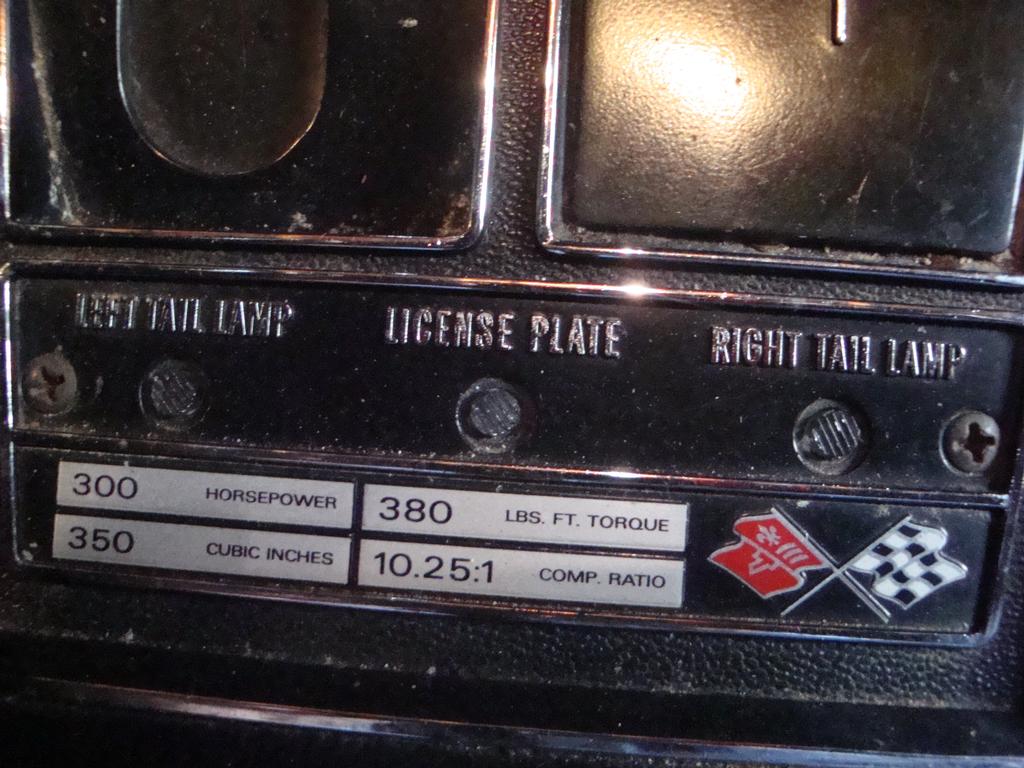 LEFT TAIL LAMP
LICENSE PLATE
RIGHT TAIL LAMP
300 HORSEPOWER
380 LBS. FT. TORQUE
350 CUBIC INCHES
10.25:1 COMP. RATIO